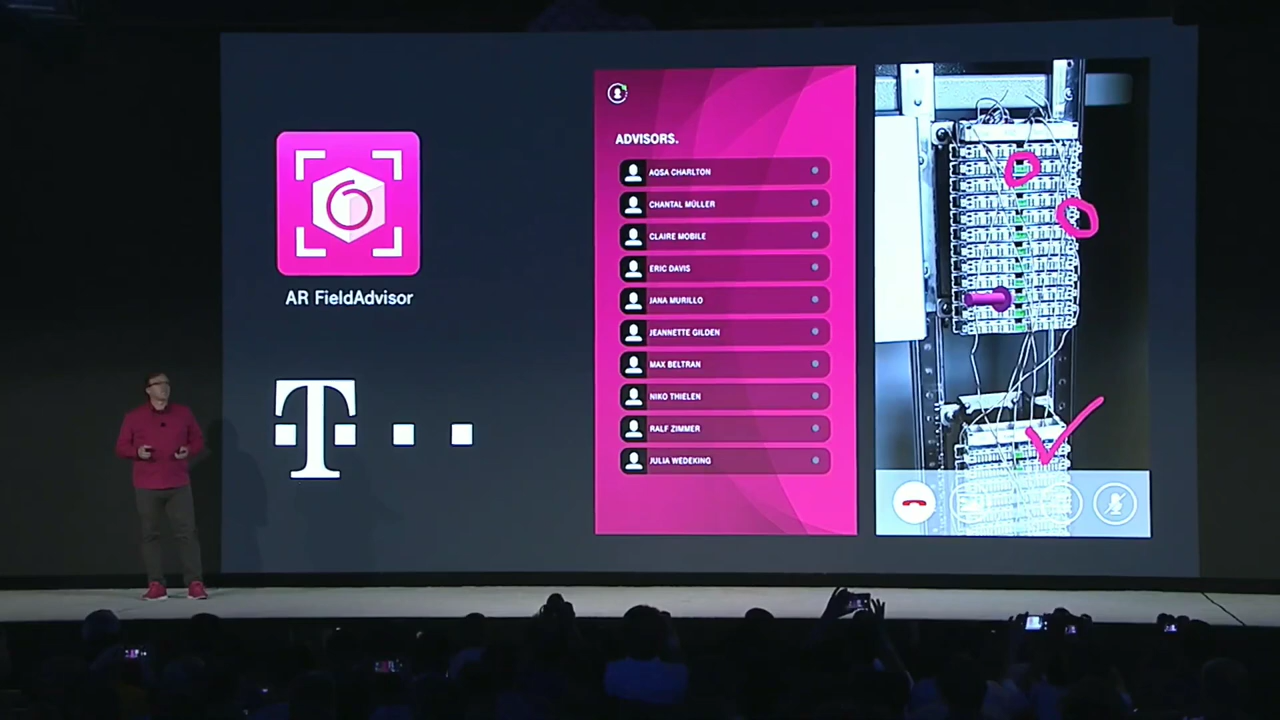 AR FieldAdvisor
T
ADVISORS.
AQSA CHARLTON
CHANTAL MÜLLER
CLAIRE MOBILE
ERIC DAVIS
JANA MURILLO
JEANNETTE GILDEN
MAX BELTRAN
NIKO THIELEN
RALF ZIMMER
JULIA WEDEKING